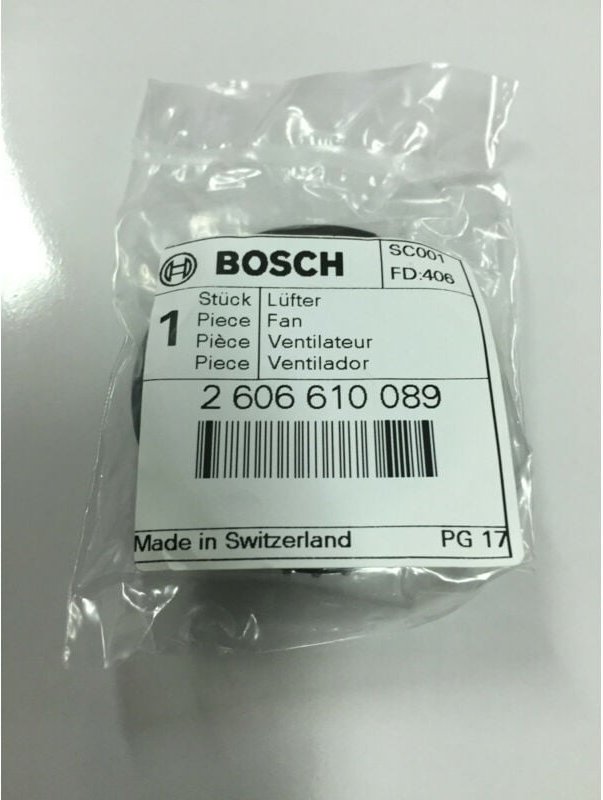 BOSCH
SC001
FD:406
1
Stück Lüfter
Piece Fan
Pièce Ventilateur
Piece Ventilador
2 606 610 089
Made in Switzerland PG 17